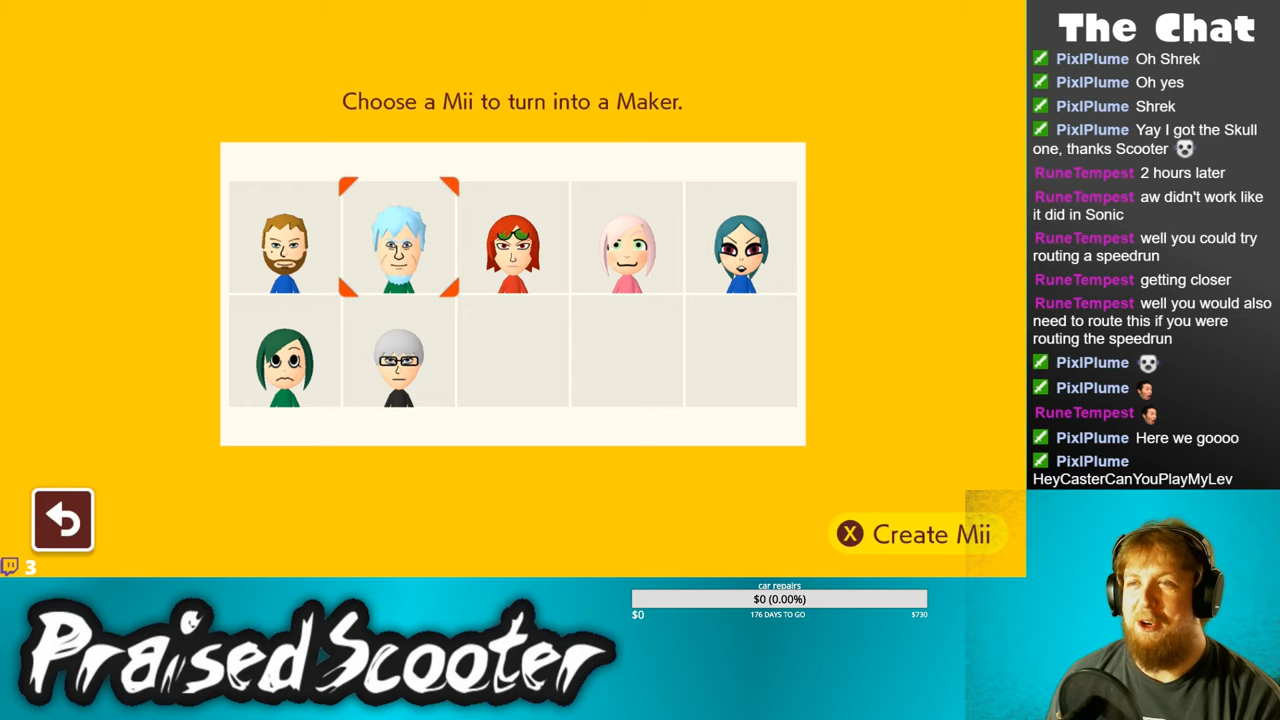 Choose a Mii to turn into a Maker.
X Create Mii
3
PraisedScooter
car repairs
$0 (0.00%)
$0 176 DAYS TO GO $730
The Chat
PixlPlume Oh Shrek
PixlPlume Oh yes
PixlPlume Shrek
PixlPlume Yay I got the Skull
one, thanks Scooter
RuneTempest 2 hours later
RuneTempest aw didn't work like
it did in Sonic
RuneTempest well you could try
routing a speedrun
RuneTempest getting closer
RuneTempest well you would also
need to route this if you were
routing the speedrun
PixlPlume
PixlPlume
RuneTempest
PixlPlume Here we goooo
PixlPlume
HeyCasterCanYouPlayMyLev